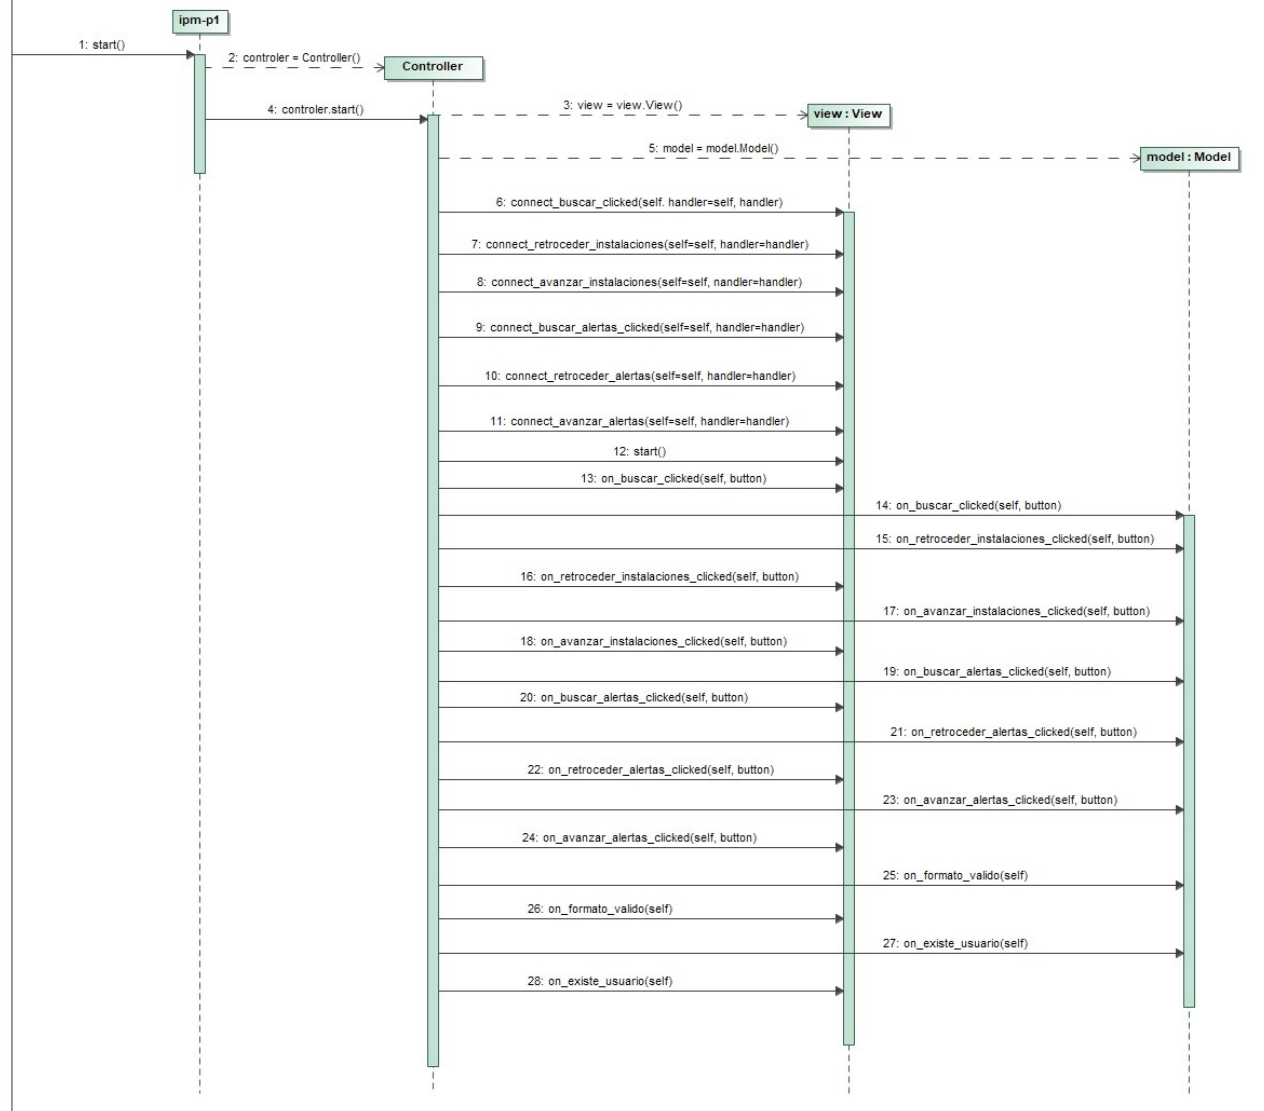 ipm-p1
1: start()
2: controler = Controller()
Controller
3: view = view.View()
view : View
4: controler.start()
5: model = model.Model()
model : Model
6: connect_buscar_clicked(self. handler=self, handler)
7: connect_retroceder_instalaciones(self=self, handler=handler)
8: connect_avanzar_instalaciones(self=self, nandler=handler)
9: connect_buscar_alertas_clicked(self=self, handler=handler)
10: connect_retroceder_alertas(self=self, handler=handler)
11: connect_avanzar_alertas(self=self, handler=handler)
12: start()
13: on_buscar_clicked(self, button)
14: on_buscar_clicked(self, button)
15: on_retroceder_instalaciones_clicked(self, button)
16: on_retroceder_instalaciones_clicked(self, button)
17: on_avanzar_instalaciones_clicked(self, button)
18: on_avanzar_instalaciones_clicked(self, button)
19: on_buscar_alertas_clicked(self, button)
20: on_buscar_alertas_clicked(self, button)
21: on_retroceder_alertas_clicked(self, button)
22: on_retroceder_alertas_clicked(self, button)
23: on_avanzar_alertas_clicked(self, button)
24: on_avanzar_alertas_clicked(self, button)
25: on_formato_valido(self)
26: on_formato_valido(self)
27: on_existe_usuario(self)
28: on_existe_usuario(self)